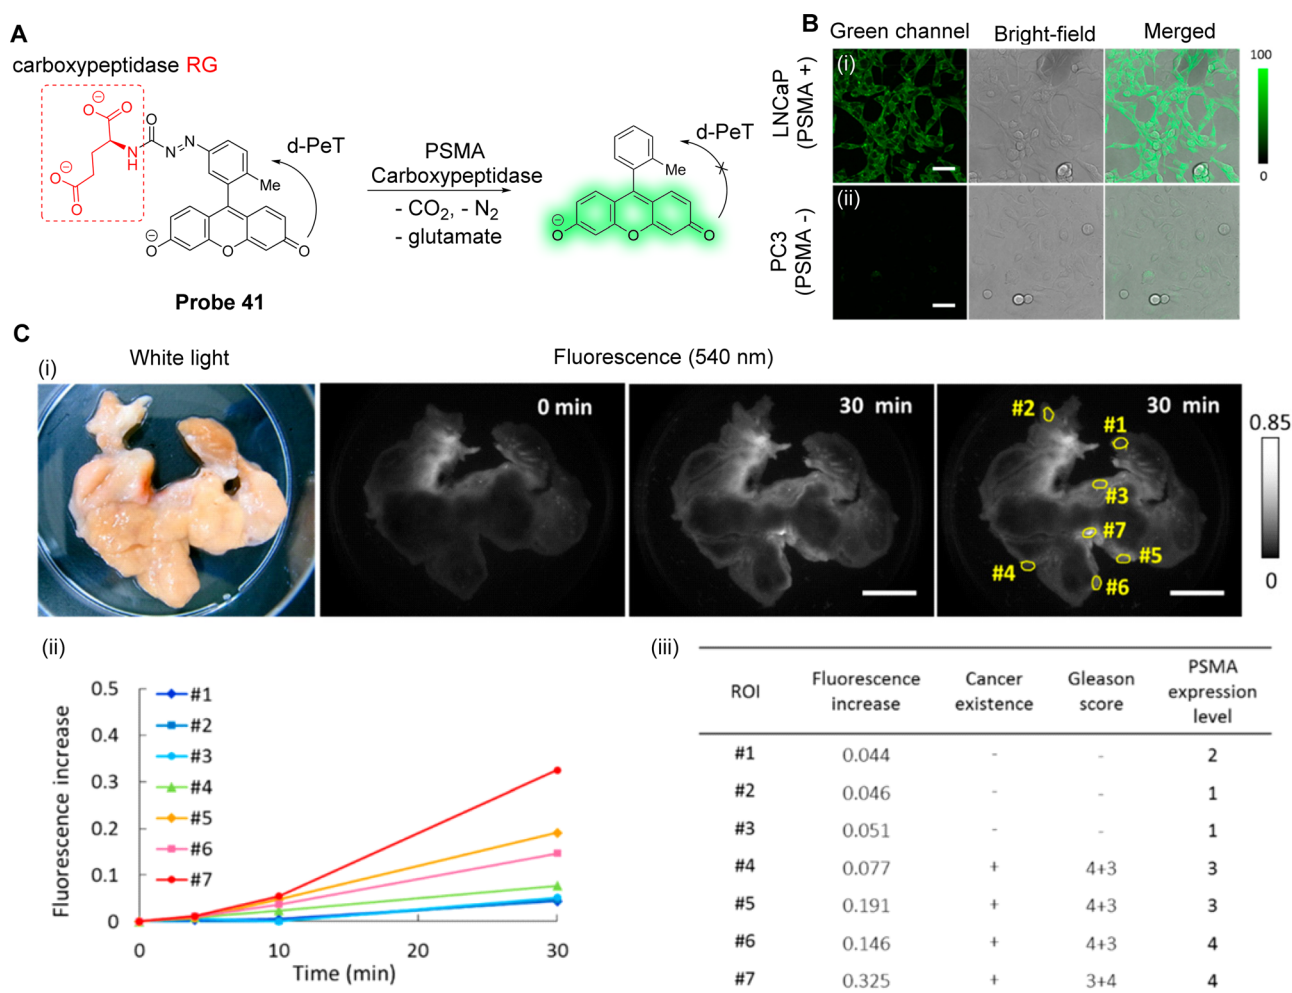 A
carboxypeptidase RG
O⊖
O
O
O
⊖O
O
N
H
N
N
d-PeT
Me
⊖O
O
O
Probe 41
PSMA
Carboxypeptidase
- CO2, - N2
- glutamate
d-PeT
Me
⊖O
O
O
B
Green channel
Bright-field
Merged
LNCaP
(PSMA +)
(i)
100
0
PC3
(PSMA -)
(ii)
C
White light
Fluorescence (540 nm)
(i)
0 min
30 min
30 min
#2
#1
#3
#7
#5
#4
#6
0.85
0
(ii)
Fluorescence increase
0.5
0.4
0.3
0.2
0.1
0
#1
#2
#3
#4
#5
#6
#7
0 10 20 30
Time (min)
(iii)
ROI
Fluorescence
increase
Cancer
existence
Gleason
score
PSMA
expression
level
#1 0.044 - - 2
#2 0.046 - - 1
#3 0.051 - - 1
#4 0.077 + 4+3 3
#5 0.191 + 4+3 3
#6 0.146 + 4+3 4
#7 0.325 + 3+4 4